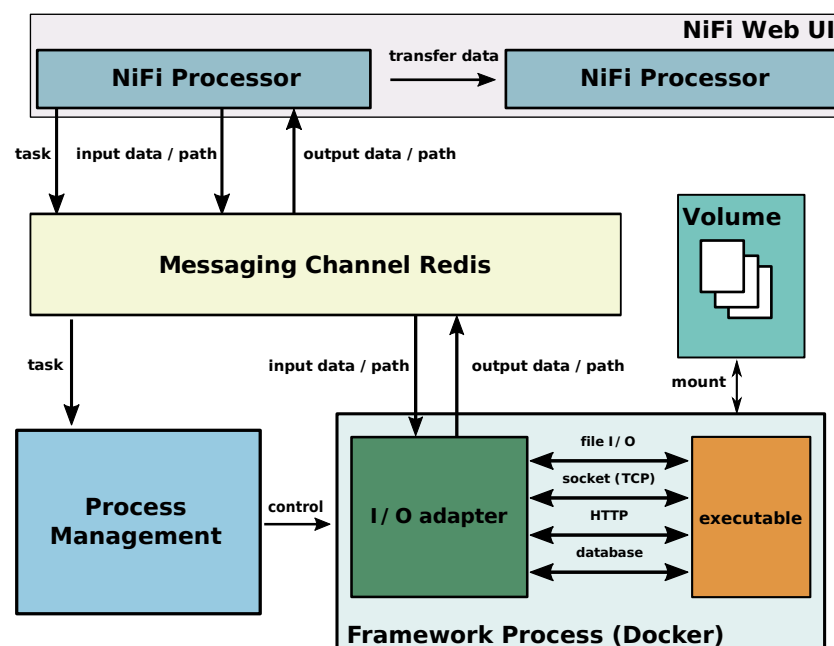 NiFi Web UI
NiFi Processor
transfer data
NiFi Processor
task
input data / path
output data / path
Volume
Messaging Channel Redis
task
input data / path
output data / path
mount
Process
Management
control
I / O adapter
file I / O
socket (TCP)
HTTP
database
executable
Framework Process (Docker)